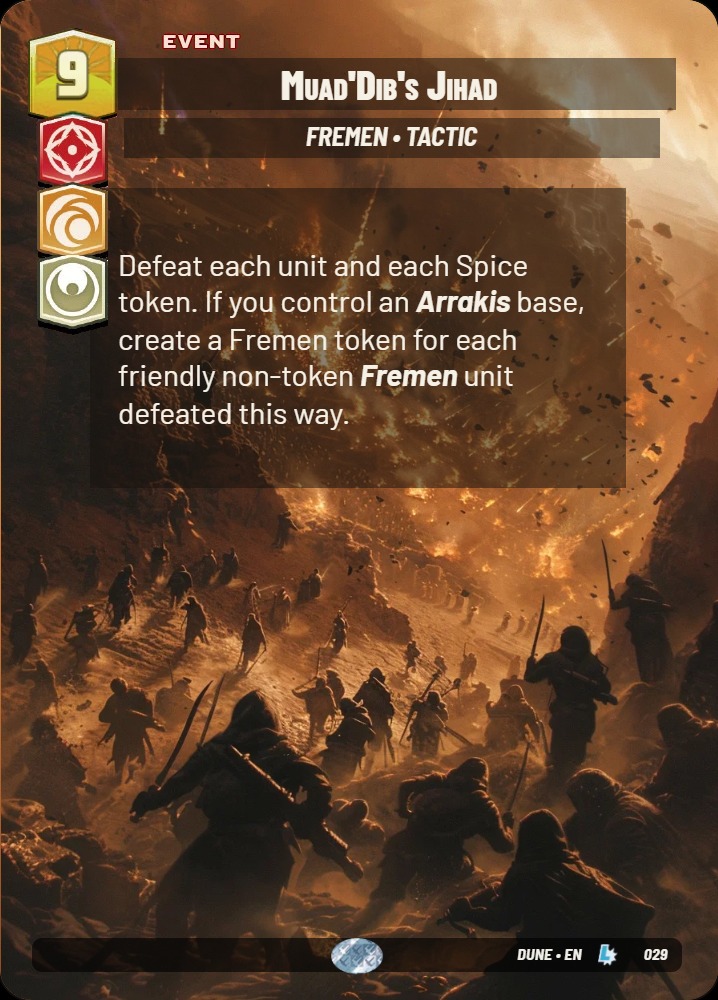 EVENT
9
Muad'Dib's Jihad
FREMEN • TACTIC
Defeat each unit and each Spice
token. If you control an Arrakis base,
create a Fremen token for each
friendly non-token Fremen unit
defeated this way.
DUNE • EN L 029